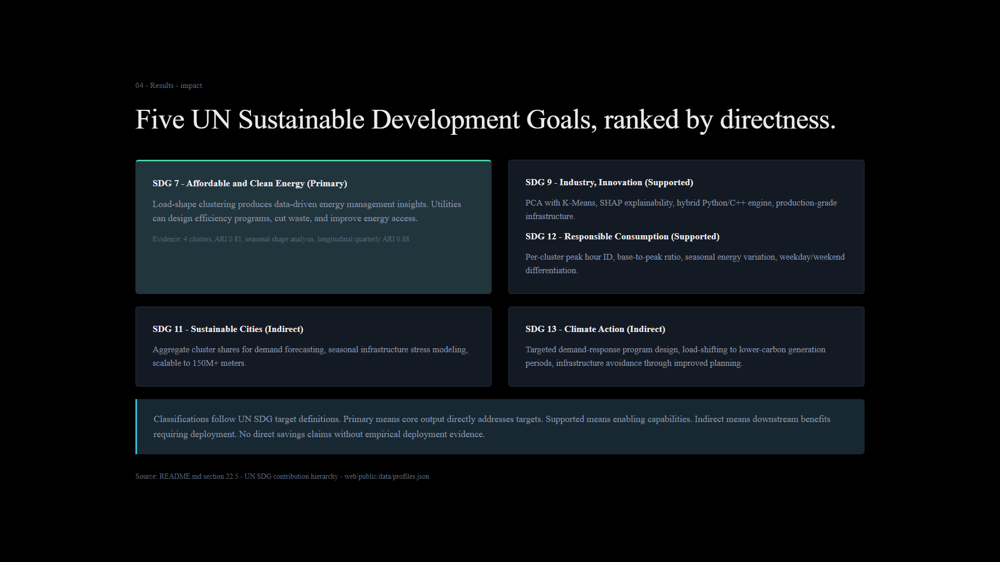 04 - Results - impact
Five UN Sustainable Development Goals, ranked by directness.
SDG 7 - Affordable and Clean Energy (Primary)
Load-shape clustering produces data-driven energy management insights. Utilities
can design efficiency programs, cut waste, and improve energy access.
Evidence: 4 clusters, ARI 0.81, seasonal shape analysis, longitudinal quarterly ARI 0.88
SDG 9 - Industry, Innovation (Supported)
PCA with K-Means, SHAP explainability, hybrid Python/C++ engine, production-grade
infrastructure.
SDG 12 - Responsible Consumption (Supported)
Per-cluster peak hour ID, base-to-peak ratio, seasonal energy variation, weekday/weekend
differentiation.
SDG 11 - Sustainable Cities (Indirect)
Aggregate cluster shares for demand forecasting, seasonal infrastructure stress modeling,
scalable to 150M+ meters.
SDG 13 - Climate Action (Indirect)
Targeted demand-response program design, load-shifting to lower-carbon generation
periods, infrastructure avoidance through improved planning.
Classifications follow UN SDG target definitions. Primary means core output directly addresses targets. Supported means enabling capabilities. Indirect means downstream benefits
requiring deployment. No direct savings claims without empirical deployment evidence.
Source: README.md section 22.5 - UN SDG contribution hierarchy - web/public/data/profiles.json